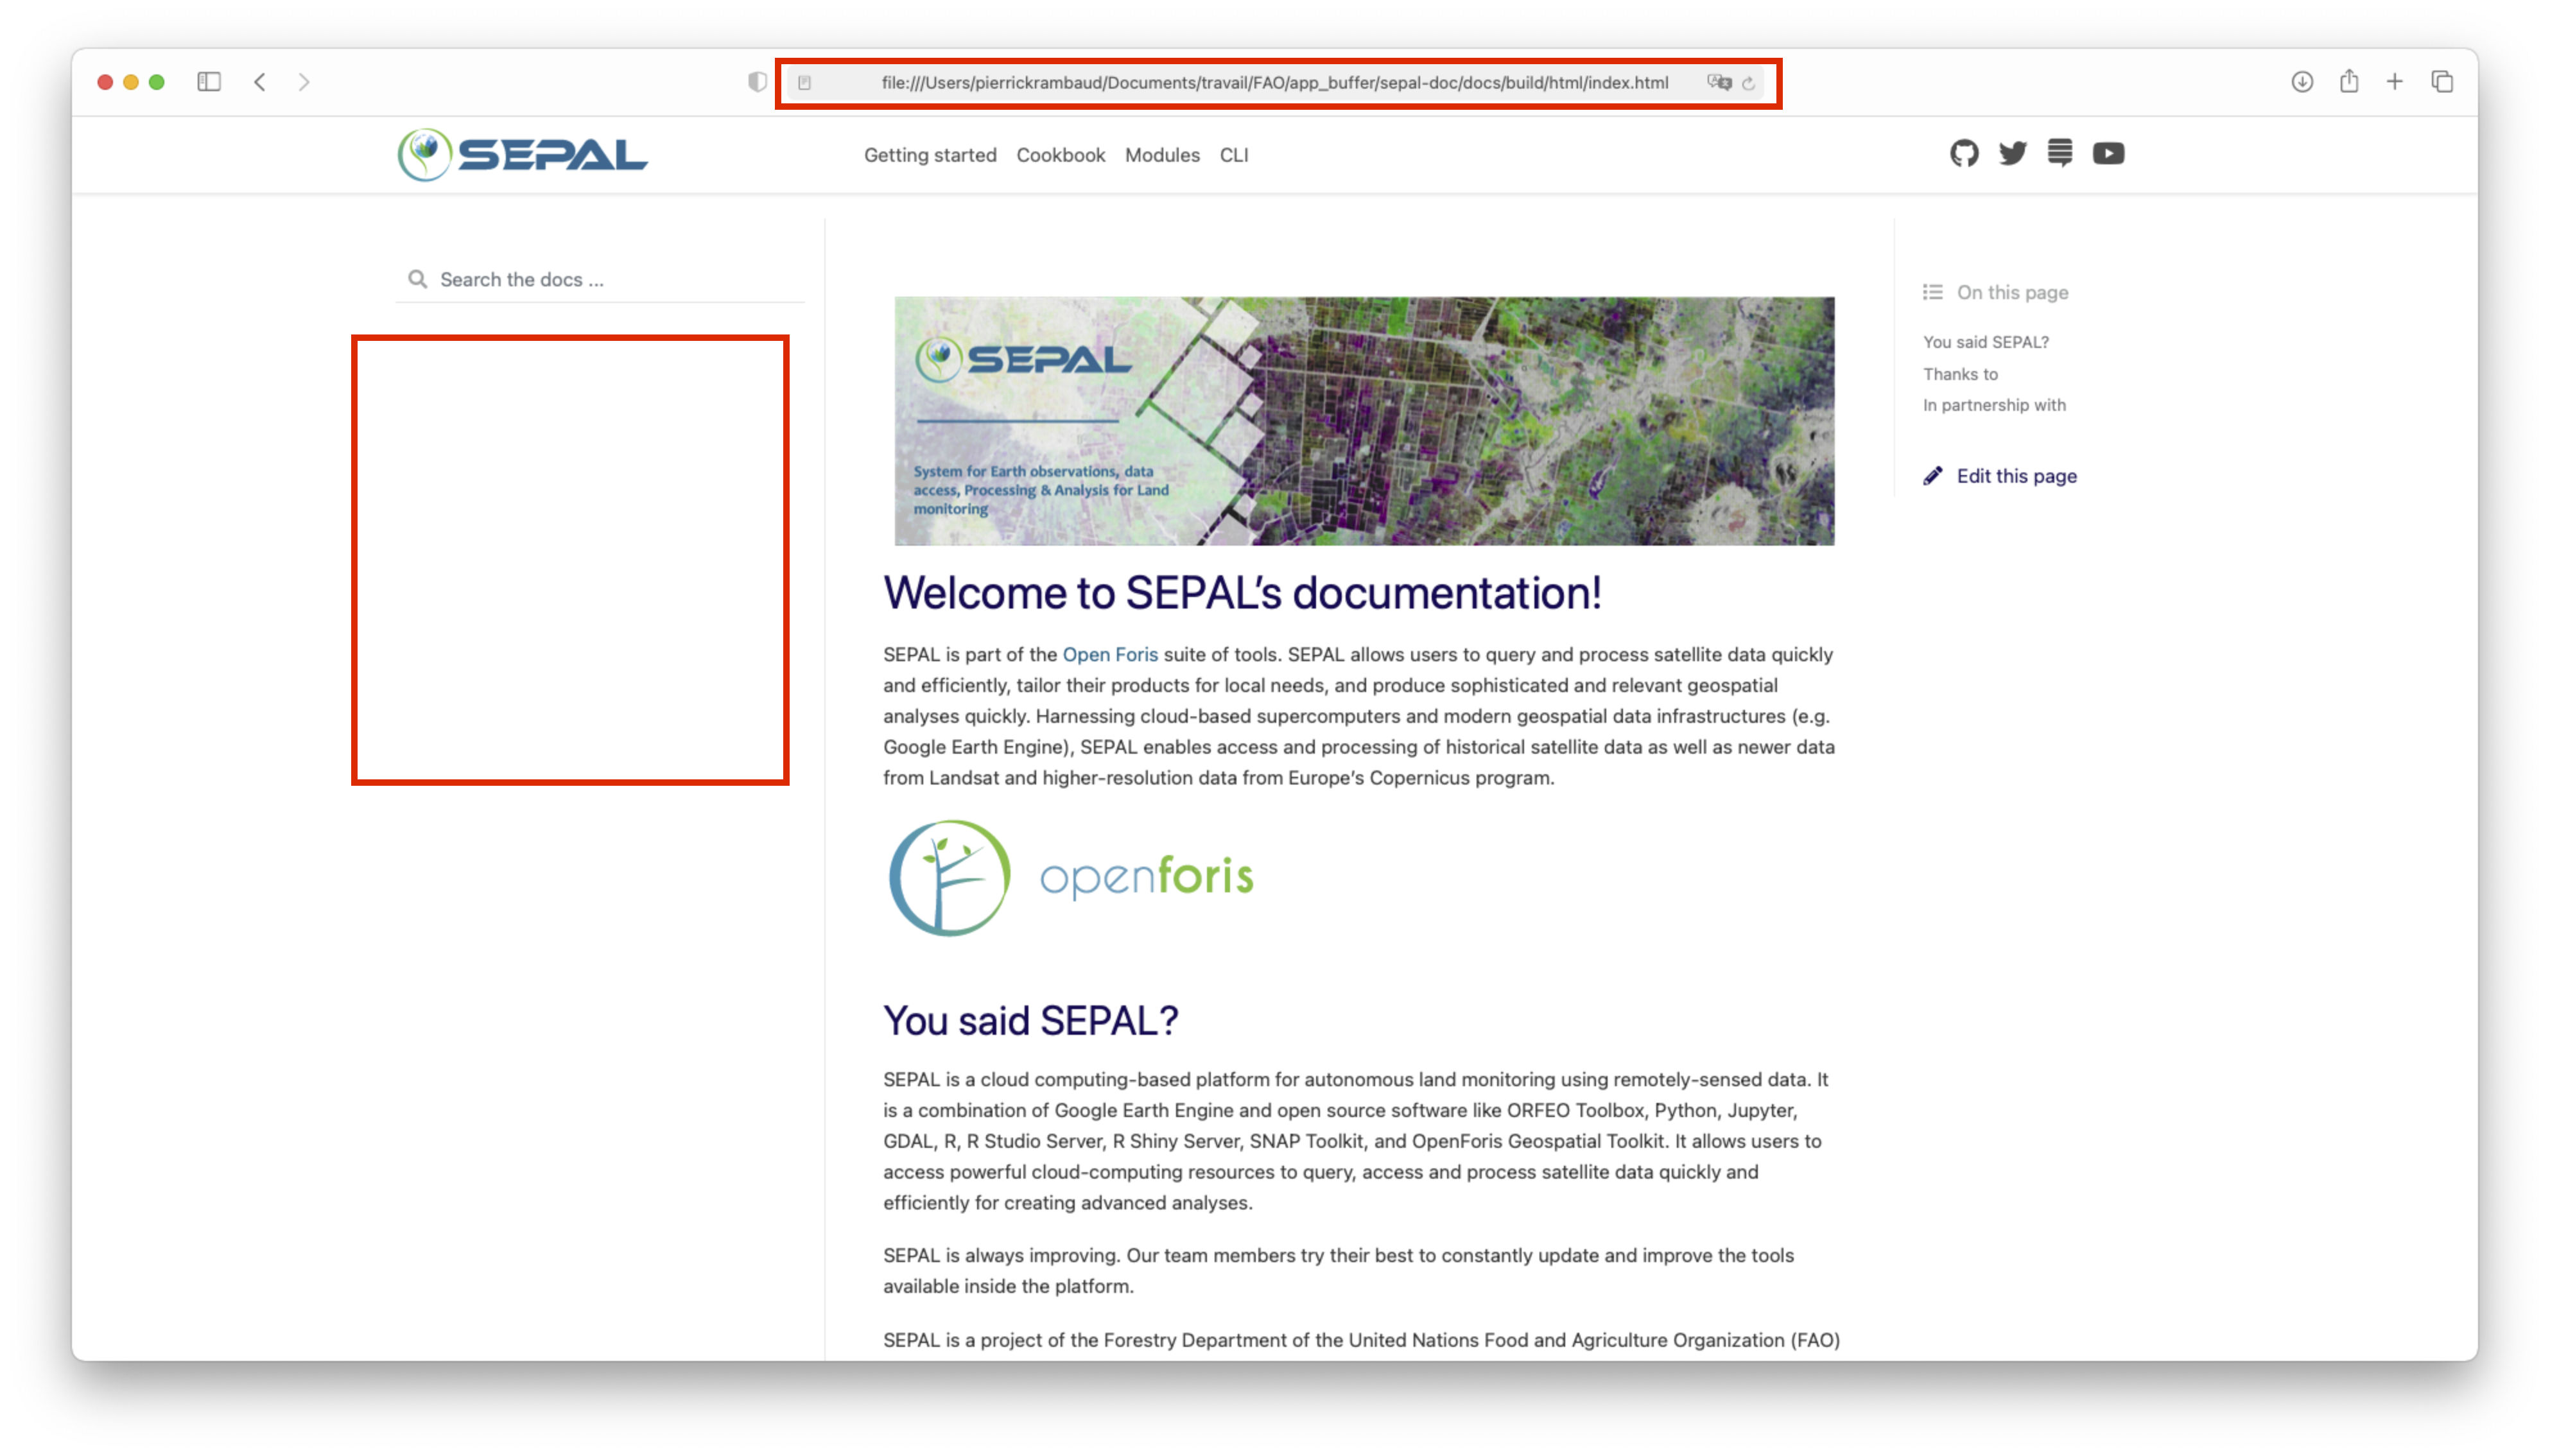 file:///Users/pierrickrambaud/Documents/travail/FAO/app_buffer/sepal-doc/docs/build/html/index.html
SEPAL
Getting started Cookbook Modules CLI
Search the docs ...
SEPAL
System for Earth observations, data
access, Processing & Analysis for Land
monitoring
On this page
You said SEPAL?
Thanks to
In partnership with
Edit this page
Welcome to SEPAL’s documentation!
SEPAL is part of the Open Foris suite of tools. SEPAL allows users to query and process satellite data quickly
and efficiently, tailor their products for local needs, and produce sophisticated and relevant geospatial
analyses quickly. Harnessing cloud-based supercomputers and modern geospatial data infrastructures (e.g.
Google Earth Engine), SEPAL enables access and processing of historical satellite data as well as newer data
from Landsat and higher-resolution data from Europe’s Copernicus program.
openforis
You said SEPAL?
SEPAL is a cloud computing-based platform for autonomous land monitoring using remotely-sensed data. It
is a combination of Google Earth Engine and open source software like ORFEO Toolbox, Python, Jupyter,
GDAL, R, R Studio Server, R Shiny Server, SNAP Toolkit, and OpenForis Geospatial Toolkit. It allows users to
access powerful cloud-computing resources to query, access and process satellite data quickly and
efficiently for creating advanced analyses.
SEPAL is always improving. Our team members try their best to constantly update and improve the tools
available inside the platform.
SEPAL is a project of the Forestry Department of the United Nations Food and Agriculture Organization (FAO)